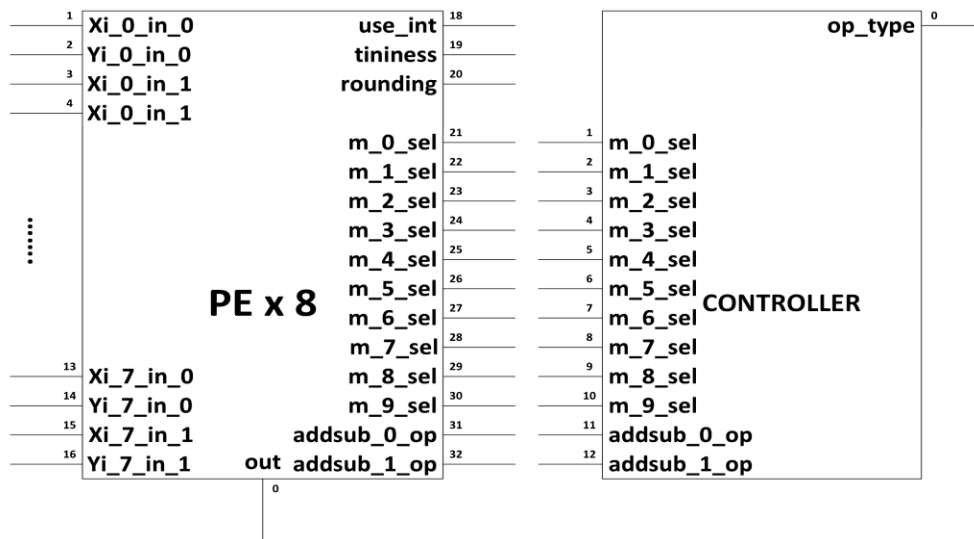 1 Xi_0_in_0
2 Yi_0_in_0
3 Xi_0_in_1
4 Xi_0_in_1
13 Xi_7_in_0
14 Yi_7_in_0
15 Xi_7_in_1
16 Yi_7_in_1
PE x 8
out
0
use_int 18
tininess 19
rounding 20
m_0_sel 21
m_1_sel 22
m_2_sel 23
m_3_sel 24
m_4_sel 25
m_5_sel 26
m_6_sel 27
m_7_sel 28
m_8_sel 29
m_9_sel 30
addsub_0_op 31
addsub_1_op 32
op_type 0
1 m_0_sel
2 m_1_sel
3 m_2_sel
4 m_3_sel
5 m_4_sel
6 m_5_sel
7 m_6_sel
8 m_7_sel
9 m_8_sel
10 m_9_sel
11 addsub_0_op
12 addsub_1_op
CONTROLLER